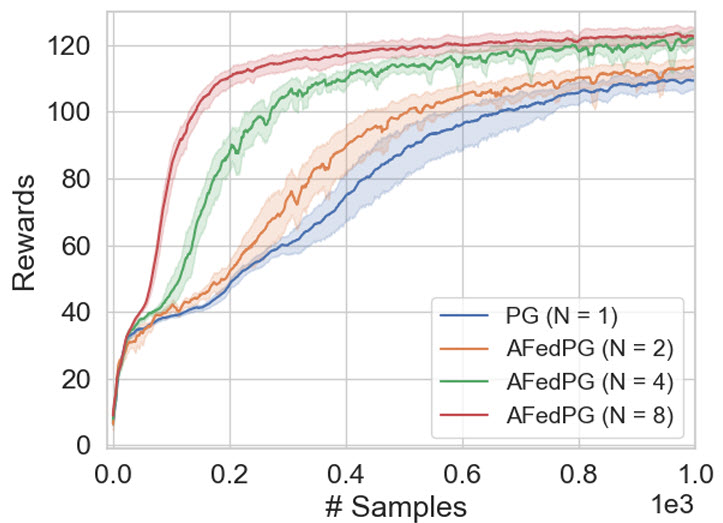 120
100
80
60
40
20
0
Rewards
PG (N = 1)
AFedPG (N = 2)
AFedPG (N = 4)
AFedPG (N = 8)
0.0 0.2 0.4 0.6 0.8 1.0
# Samples
1e3